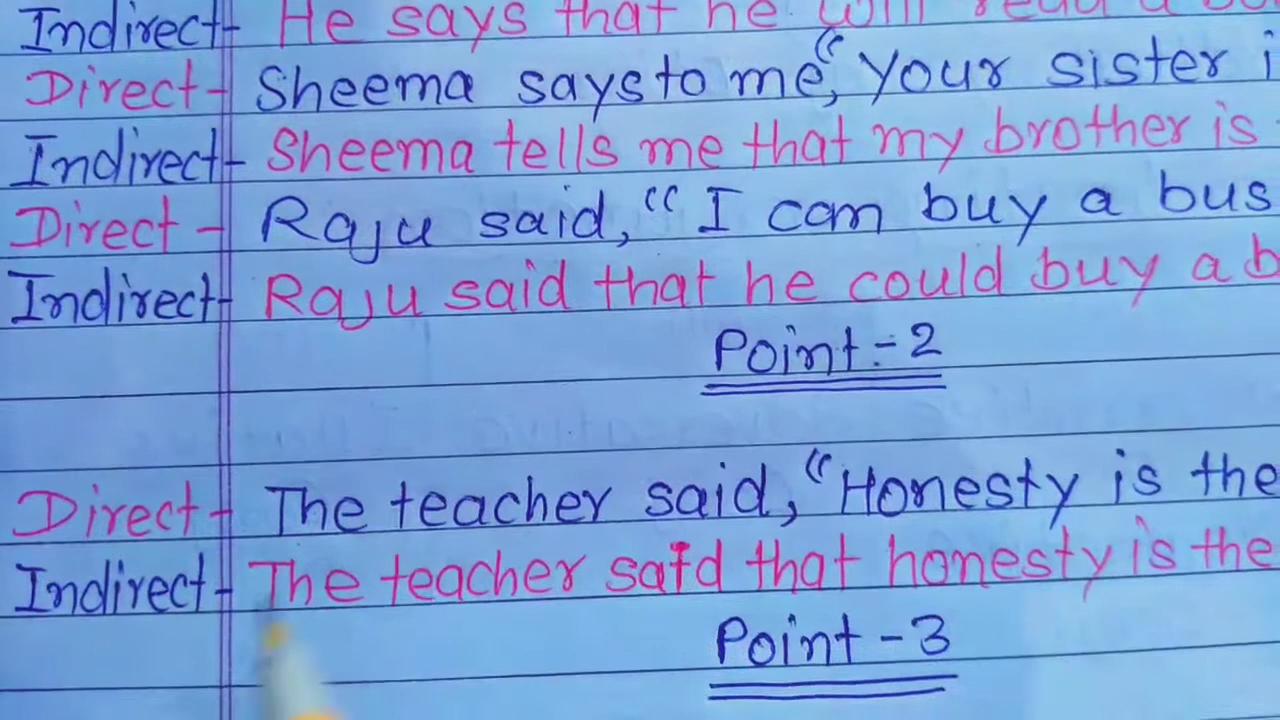 Indirect- He says that he will read a
Direct- Sheema says to me, "Your sister i
Indirect- Sheema tells me that my brother is
Direct- Raju said, "I can buy a bus
Indirect- Raju said that he could buy a b
Point-2
Direct- The teacher said, "Honesty is the
Indirect- The teacher said that honesty is the
Point-3